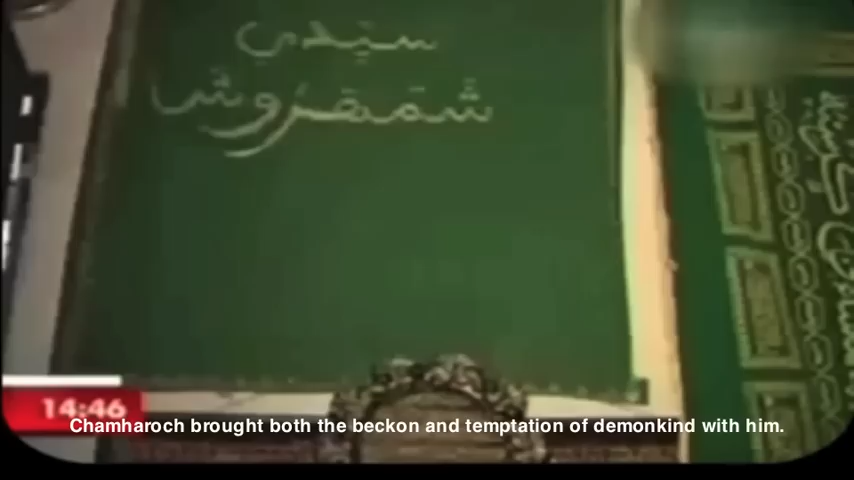 سيدي
شمهروش
14:46
Chamharoch brought both the beckon and temptation of demonkind with him.